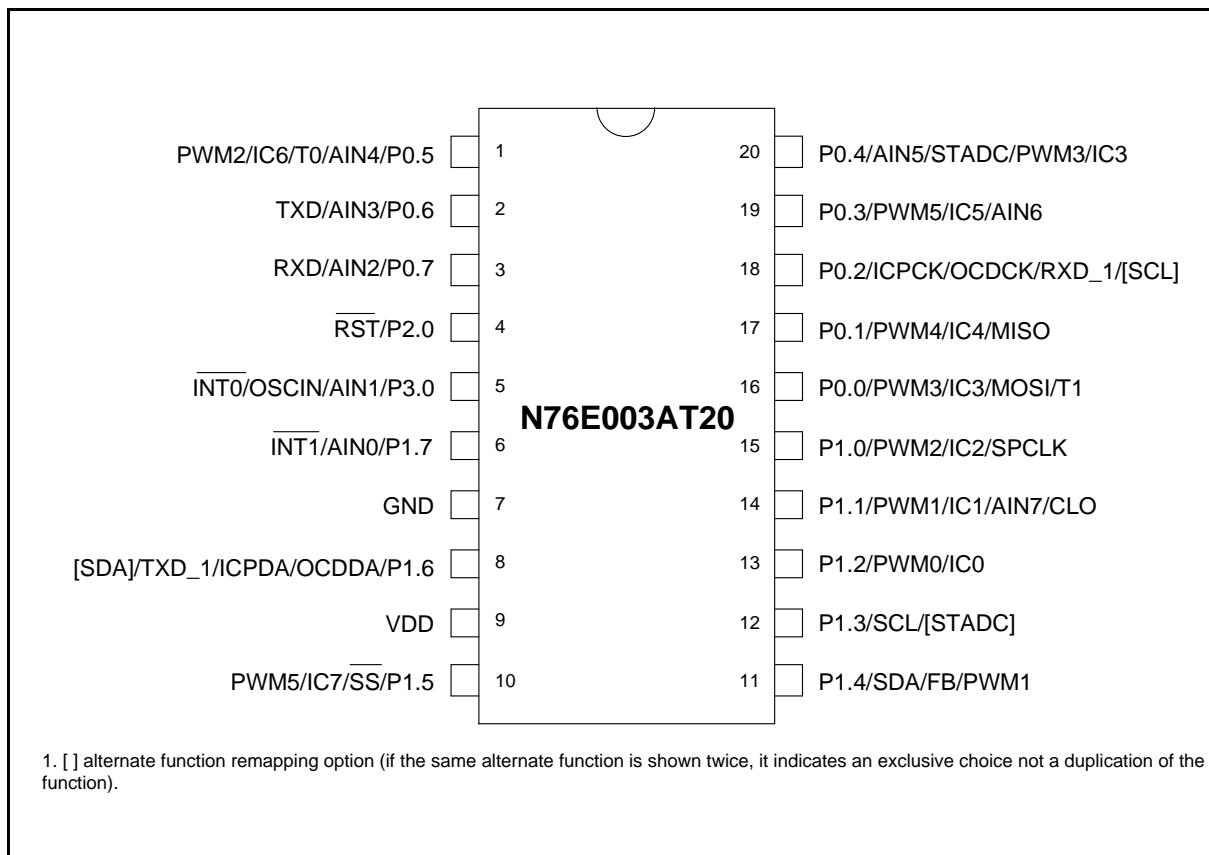 PWM2/IC6/T0/AIN4/P0.5 1 20 P0.4/AIN5/STADC/PWM3/IC3
TXD/AIN3/P0.6 2 19 P0.3/PWM5/IC5/AIN6
RXD/AIN2/P0.7 3 18 P0.2/ICPCK/OCDCK/RXD_1/[SCL]
RST/P2.0 4 17 P0.1/PWM4/IC4/MISO
INT0/OSCIN/AIN1/P3.0 5 16 P0.0/PWM3/IC3/MOSI/T1
N76E003AT20
INT1/AIN0/P1.7 6 15 P1.0/PWM2/IC2/SPCLK
GND 7 14 P1.1/PWM1/IC1/AIN7/CLO
[SDA]/TXD_1/ICPDA/OCDDA/P1.6 8 13 P1.2/PWM0/IC0
VDD 9 12 P1.3/SCL/[STADC]
PWM5/IC7/SS/P1.5 10 11 P1.4/SDA/FB/PWM1
1. [ ] alternate function remapping option (if the same alternate function is shown twice, it indicates an exclusive choice not a duplication of the
function).